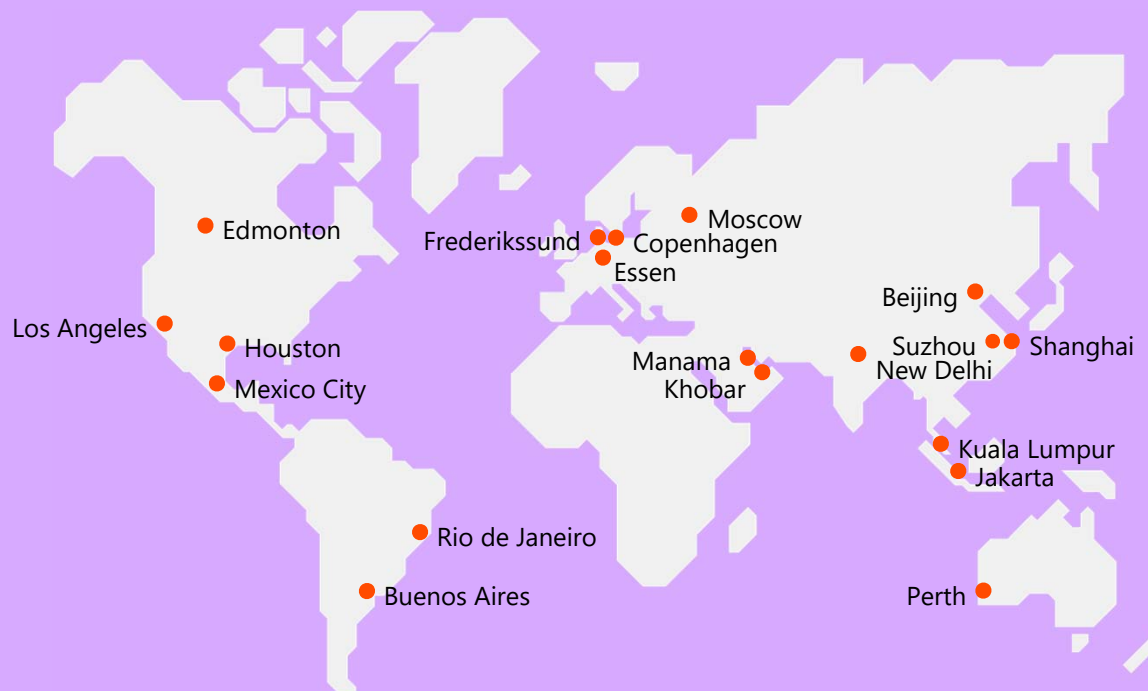 Edmonton
Moscow
Frederikssund
Copenhagen
Essen
Beijing
Los Angeles
Houston
Suzhou
Shanghai
Manama
New Delhi
Khobar
Mexico City
Kuala Lumpur
Jakarta
Rio de Janeiro
Buenos Aires
Perth